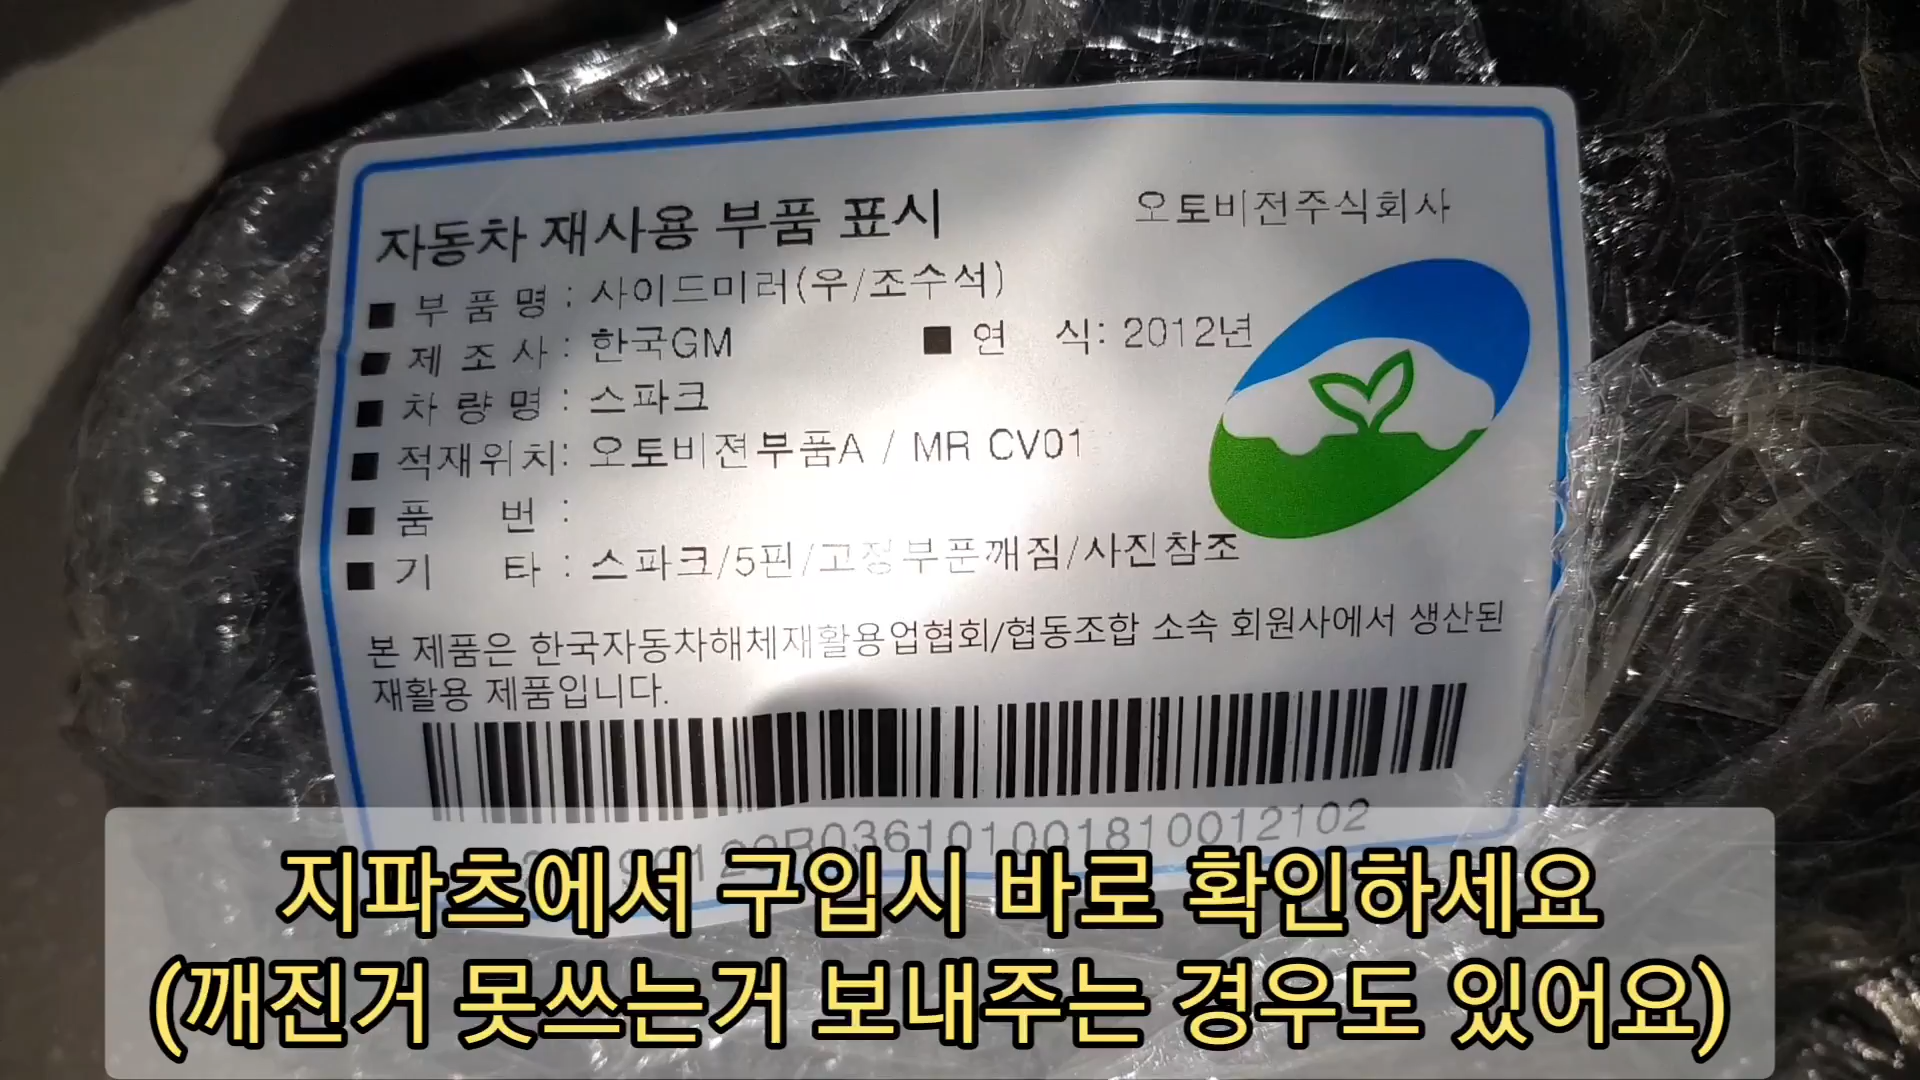 자동차 재사용 부품 표시
오토비전주식회사
■ 부 품 명 : 사이드미러(우/조수석)
■ 제 조 사 : 한국GM
■ 연 식: 2012년
■ 차 량 명 : 스파크
■ 적재위치: 오토비젼부품A / MR CV01
■ 품 번 :
■ 기 타 : 스파크/5핀/고정부푼깨짐/사진참조
본 제품은 한국자동차해체재활용업협회/협동조합 소속 회원사에서 생산된
재활용 제품입니다.
지파츠에서 구입시 바로 확인하세요
(깨진거 못쓰는거 보내주는 경우도 있어요)